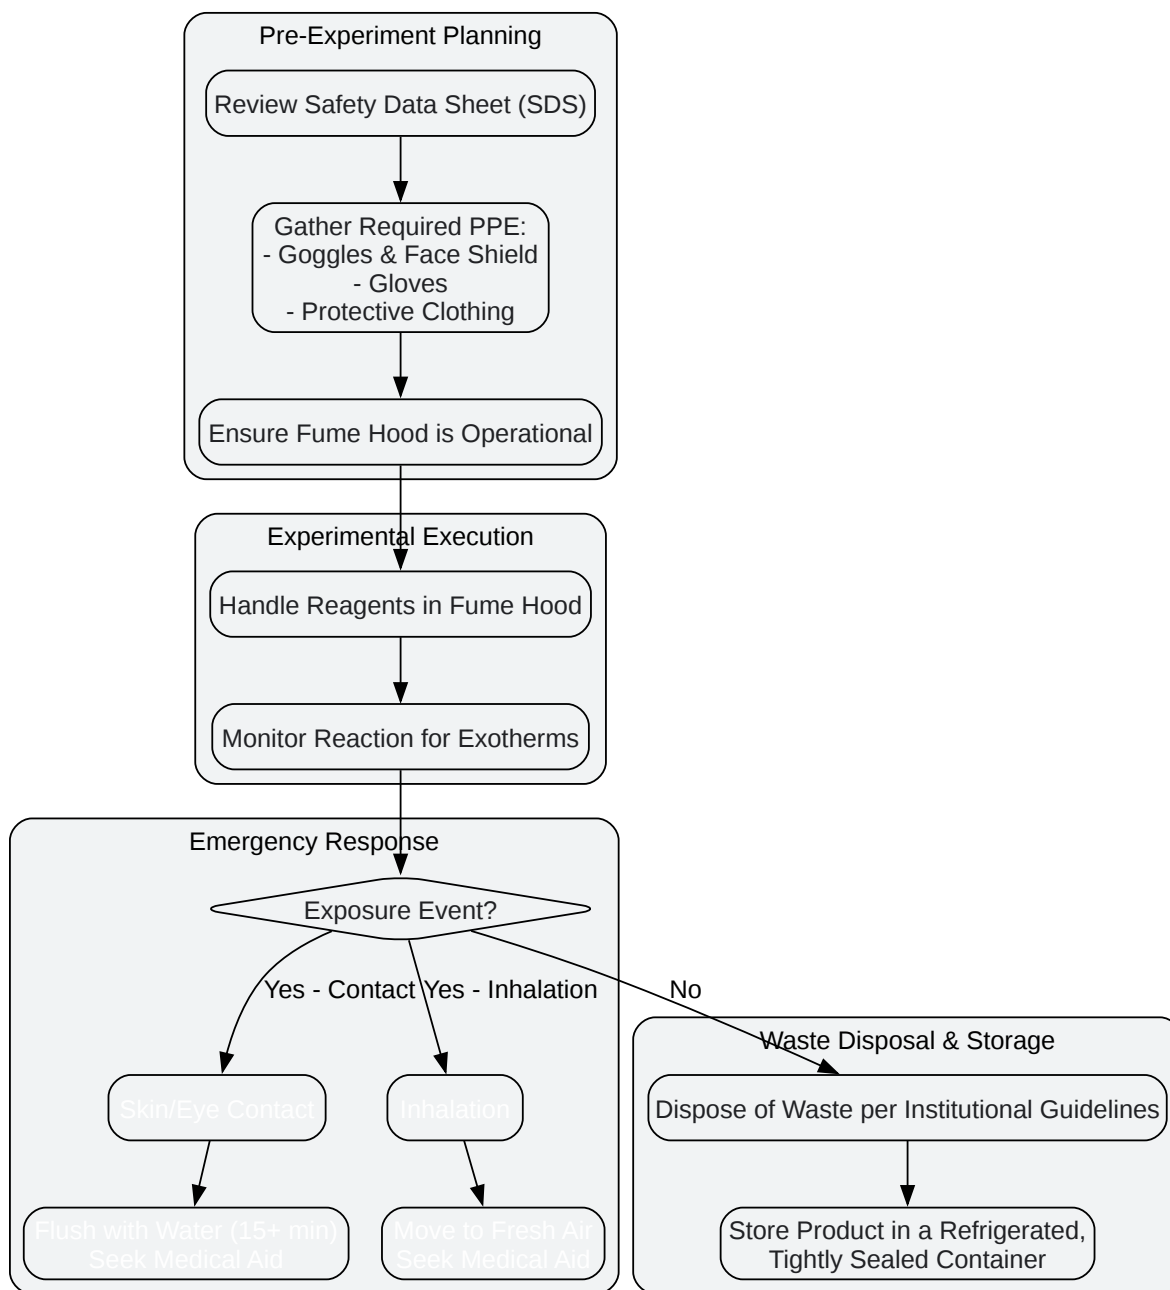 Pre-Experiment Planning
Review Safety Data Sheet (SDS)
Gather Required PPE:
- Goggles & Face Shield
- Gloves
- Protective Clothing
Ensure Fume Hood is Operational
Experimental Execution
Handle Reagents in Fume Hood
Monitor Reaction for Exotherms
Emergency Response
Exposure Event?
Yes - Contact
Yes - Inhalation
No
Waste Disposal & Storage
Skin/Eye Contact
Inhalation
Dispose of Waste per Institutional Guidelines
Flush with Water (15+ min)
Seek Medical Aid
Move to Fresh Air
Seek Medical Aid
Store Product in a Refrigerated,
Tightly Sealed Container